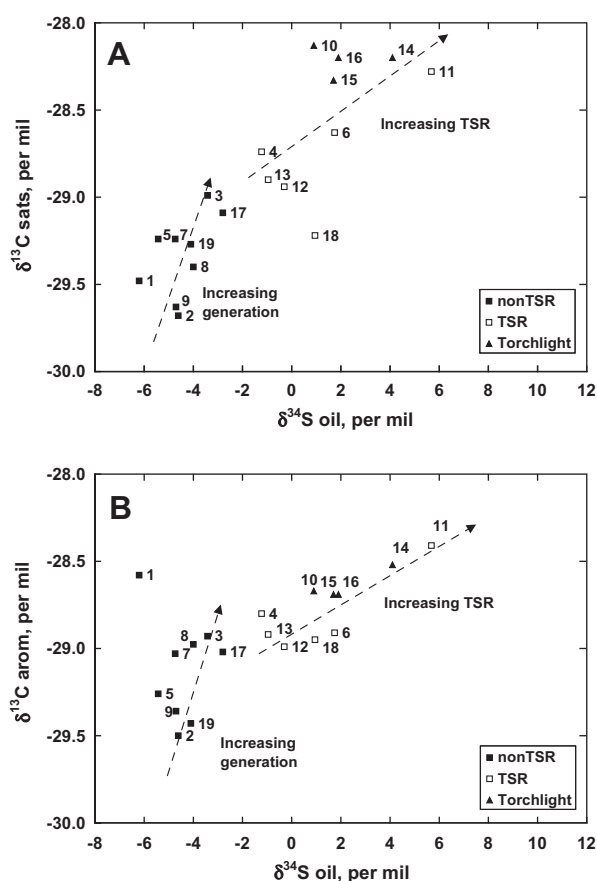 A
δ13C sats, per mil
-28.0
-28.5
-29.0
-29.5
-30.0
10
16
14
15
11
Increasing TSR
4
6
13
12
3
17
5 7
19
18
8
1
Increasing
generation
9
2
nonTSR
TSR
Torchlight
-8 -6 -4 -2 0 2 4 6 8 10 12
δ34S oil, per mil
B
δ13C arom, per mil
-28.0
-28.5
-29.0
-29.5
-30.0
11
14
1
10 15 16
Increasing TSR
4
8 3
13
6
7
17
12 18
5
9
19
2
Increasing
generation
nonTSR
TSR
Torchlight
-8 -6 -4 -2 0 2 4 6 8 10 12
δ34S oil, per mil